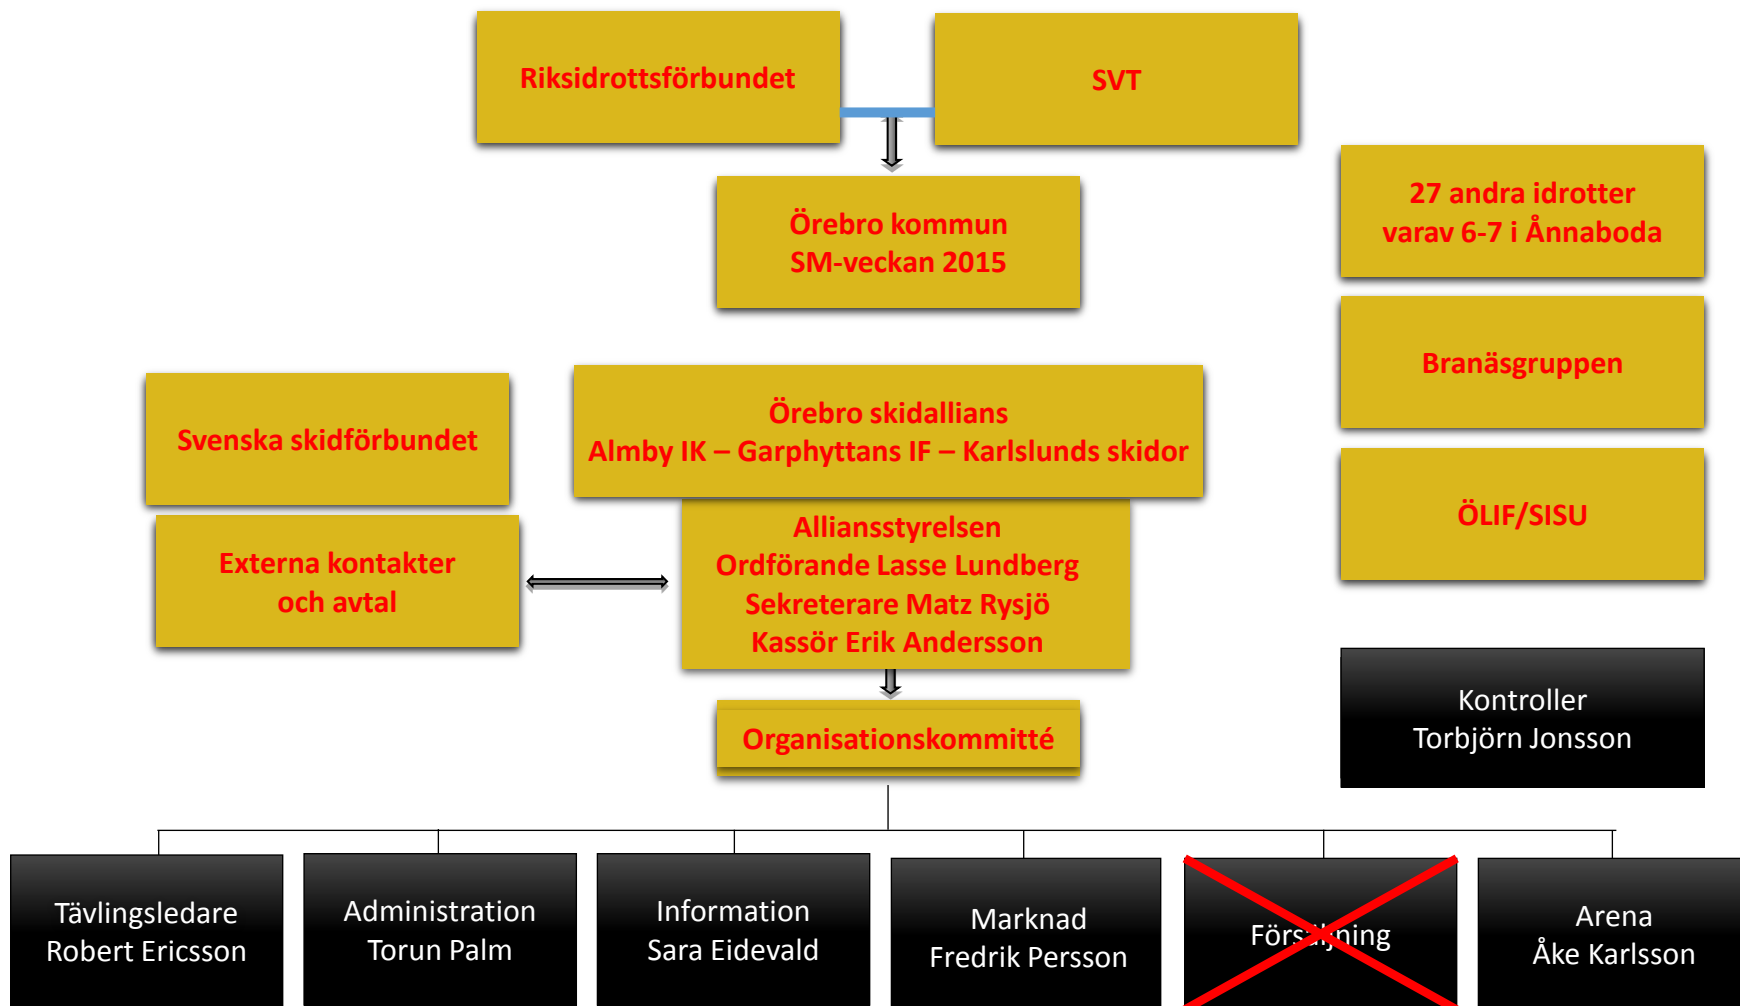 Riksidrottsförbundet
SVT
Örebro kommun
SM-veckan 2015
27 andra idrotter
varav 6-7 i Ånnaboda
Branäsgruppen
ÖLIF/SISU
Svenska skidförbundet
Örebro skidallians
Almby IK – Garphyttans IF – Karlslunds skidor
Externa kontakter
och avtal
Alliansstyrelsen
Ordförande Lasse Lundberg
Sekreterare Matz Rysjö
Kassör Erik Andersson
Organisationskommitté
Kontroller
Torbjörn Jonsson
Tävlingsledare
Robert Ericsson
Administration
Torun Palm
Information
Sara Eidevald
Marknad
Fredrik Persson
Försäljning
Arena
Åke Karlsson